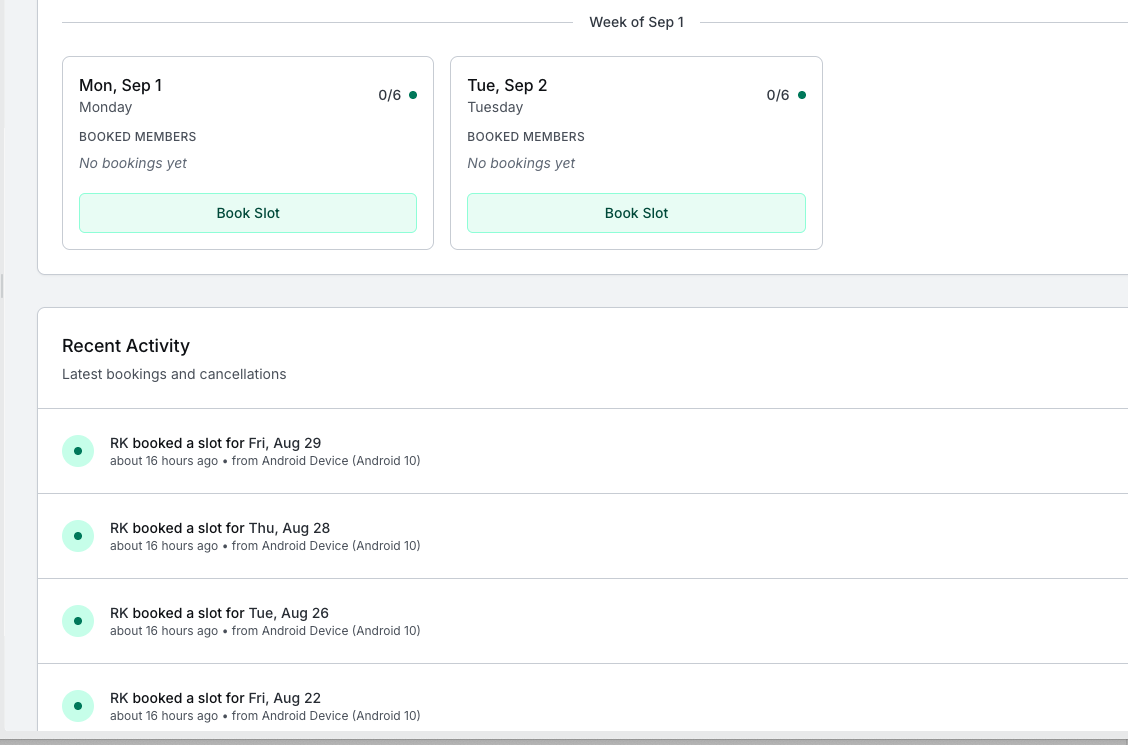 Week of Sep 1
Mon, Sep 1
Monday
0/6
BOOKED MEMBERS
No bookings yet
Book Slot
Tue, Sep 2
Tuesday
0/6
BOOKED MEMBERS
No bookings yet
Book Slot
Recent Activity
Latest bookings and cancellations
RK booked a slot for Fri, Aug 29
about 16 hours ago • from Android Device (Android 10)
RK booked a slot for Thu, Aug 28
about 16 hours ago • from Android Device (Android 10)
RK booked a slot for Tue, Aug 26
about 16 hours ago • from Android Device (Android 10)
RK booked a slot for Fri, Aug 22
about 16 hours ago • from Android Device (Android 10)